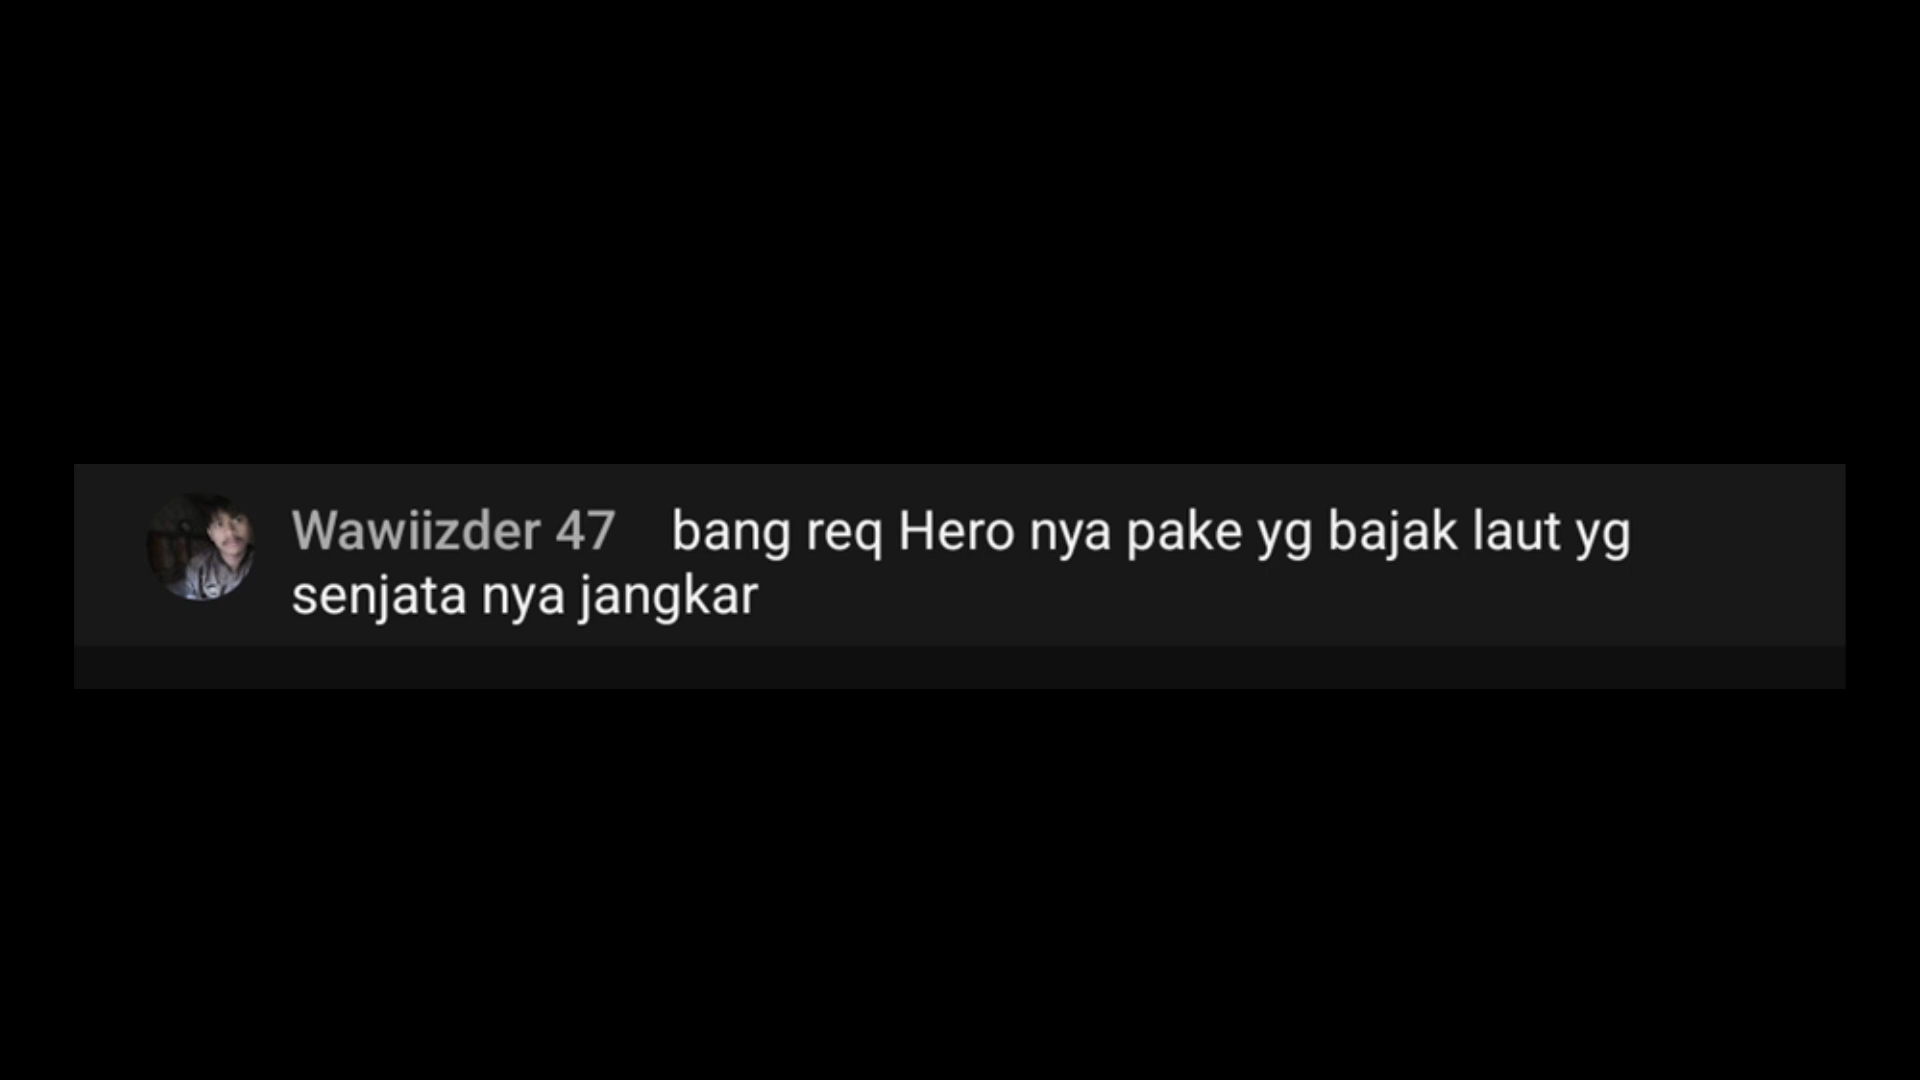 Wawiizder 47 bang req Hero nya pake yg bajak laut yg
senjata nya jangkar